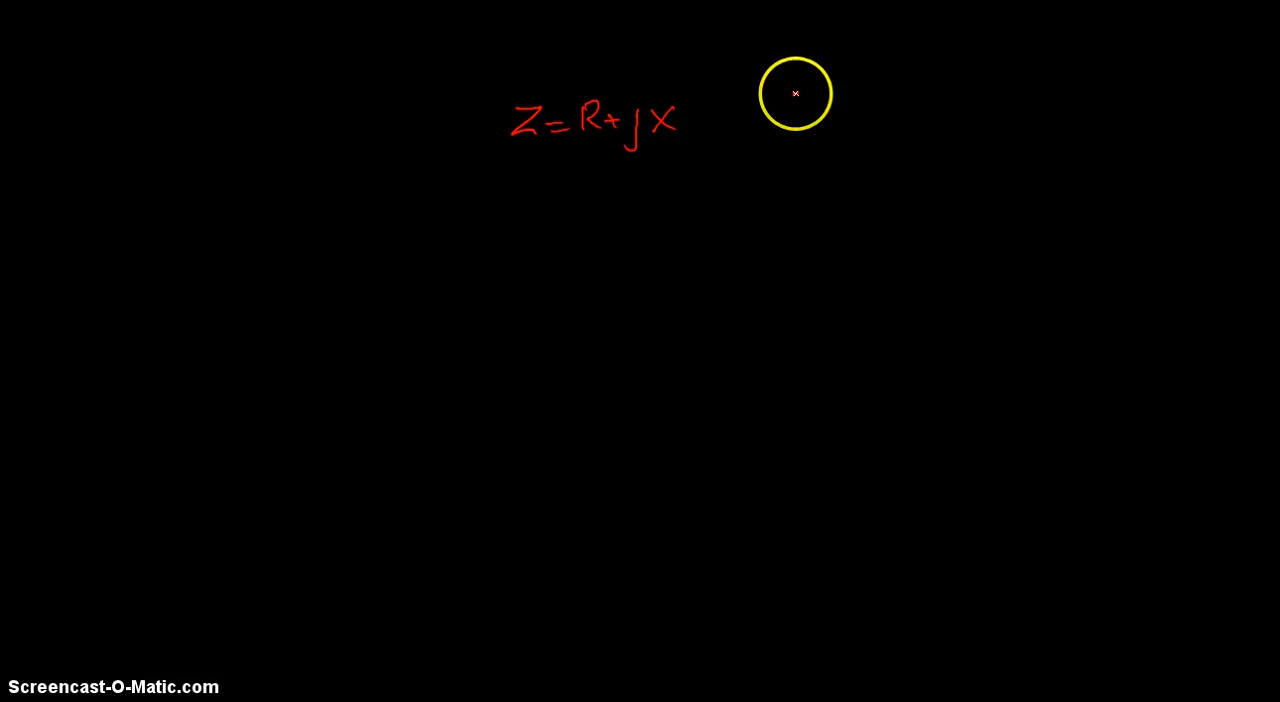 Z = R + jX
Screencast-O-Matic.com